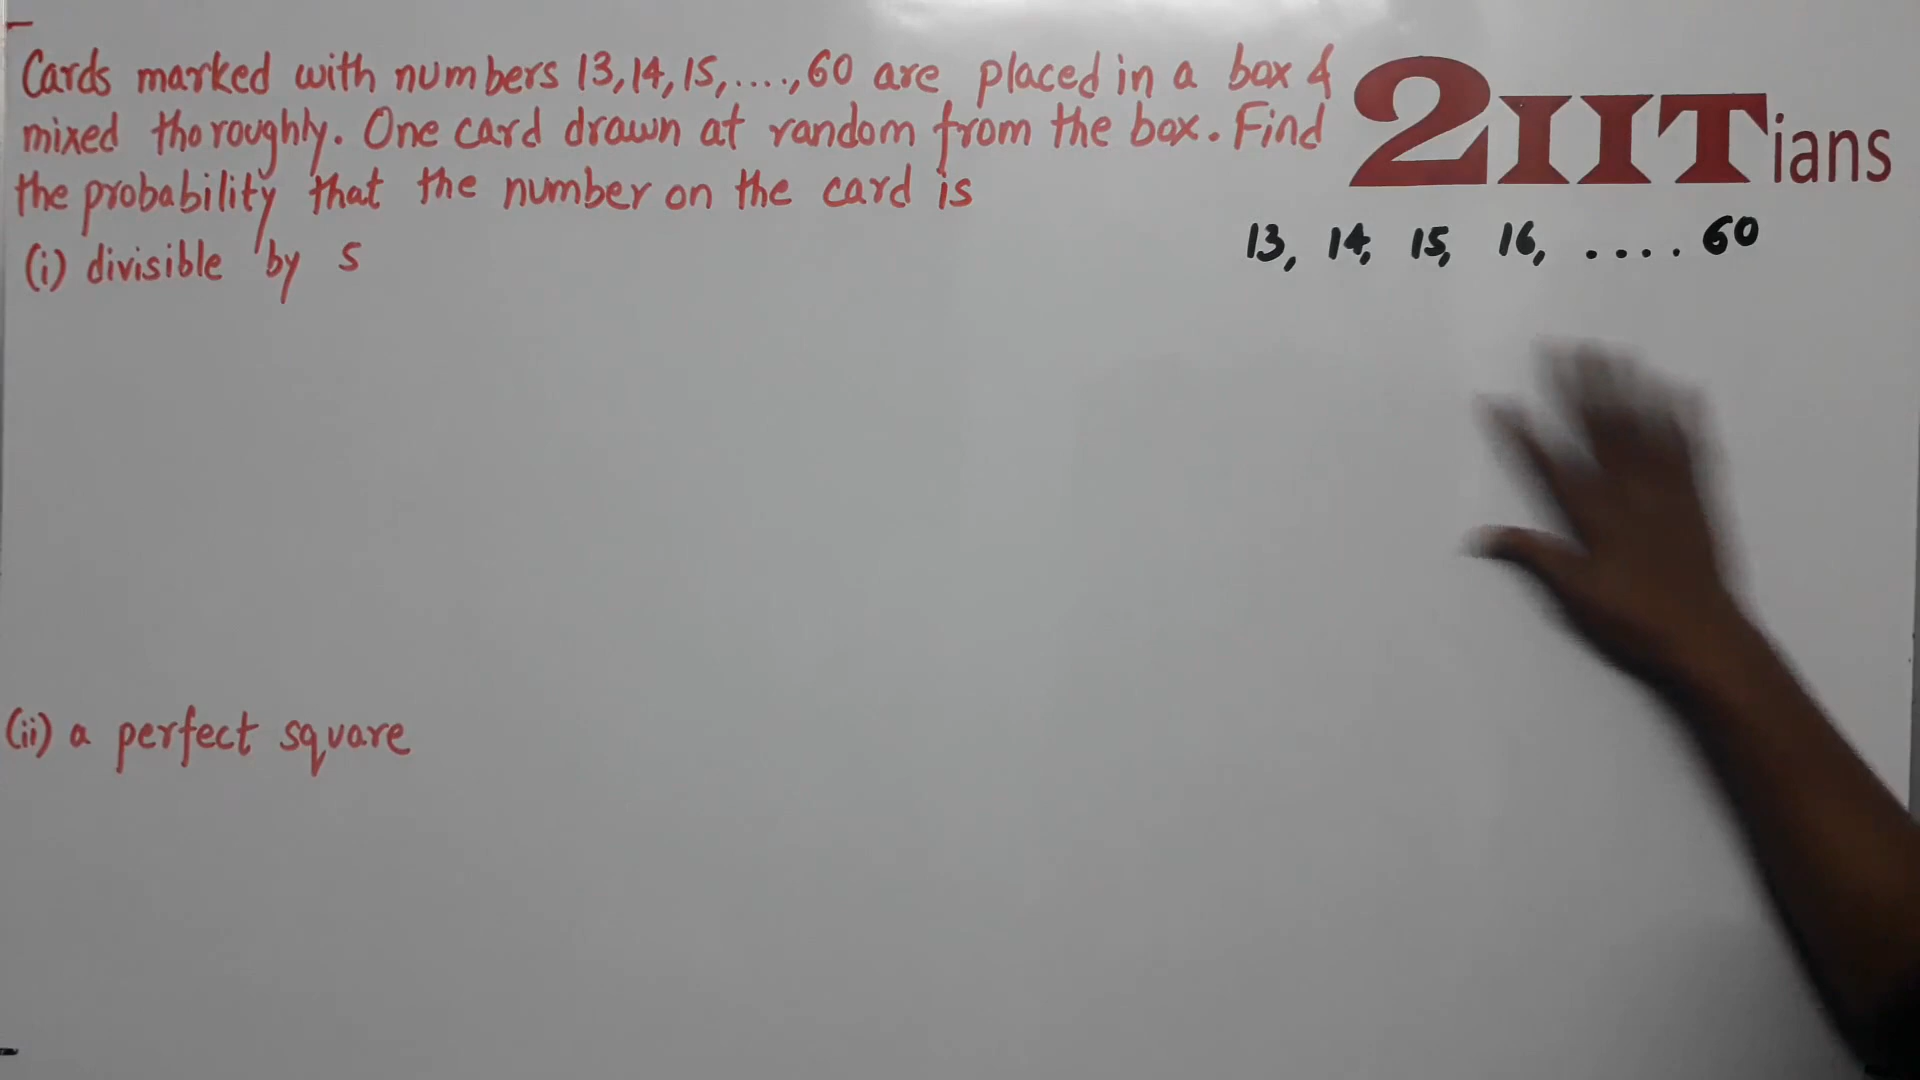 Cards marked with numbers 13,14,15,....,60 are placed in a box &
mixed thoroughly. One card drawn at random from the box. Find
the probability that the number on the card is
(i) divisible by 5
(ii) a perfect square
2IITians
13, 14, 15, 16, .... 60